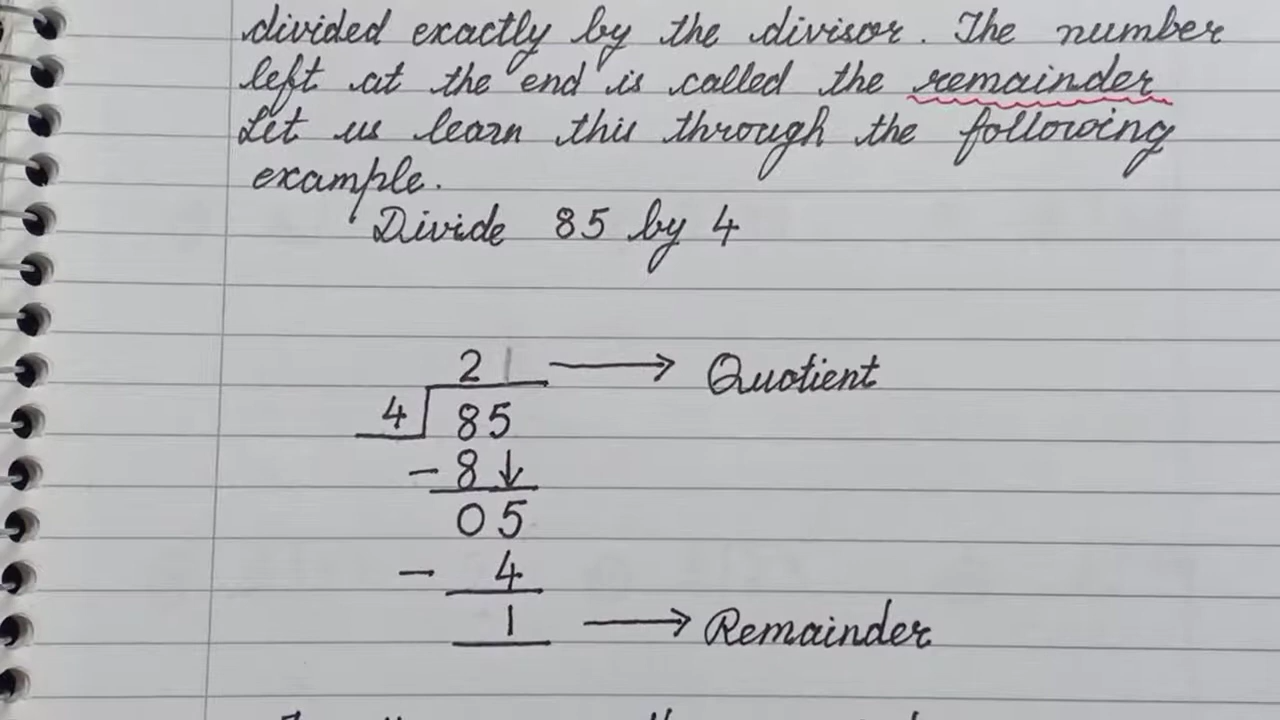 divided exactly by the divisor. The number
left at the end is called the remainder
Let us learn this through the following
example.
Divide 85 by 4
21 → Quotient
4 85
- 8 ↓
05
- 4
1 → Remainder